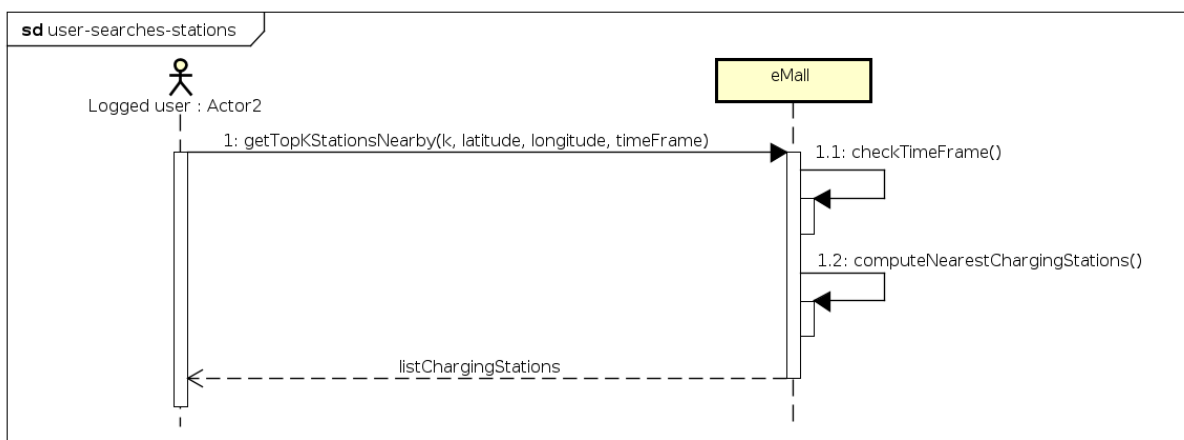 sd user-searches-stations
eMall
Logged user : Actor2
1: getTopKStationsNearby(k, latitude, longitude, timeFrame)
1.1: checkTimeFrame()
1.2: computeNearestChargingStations()
listChargingStations